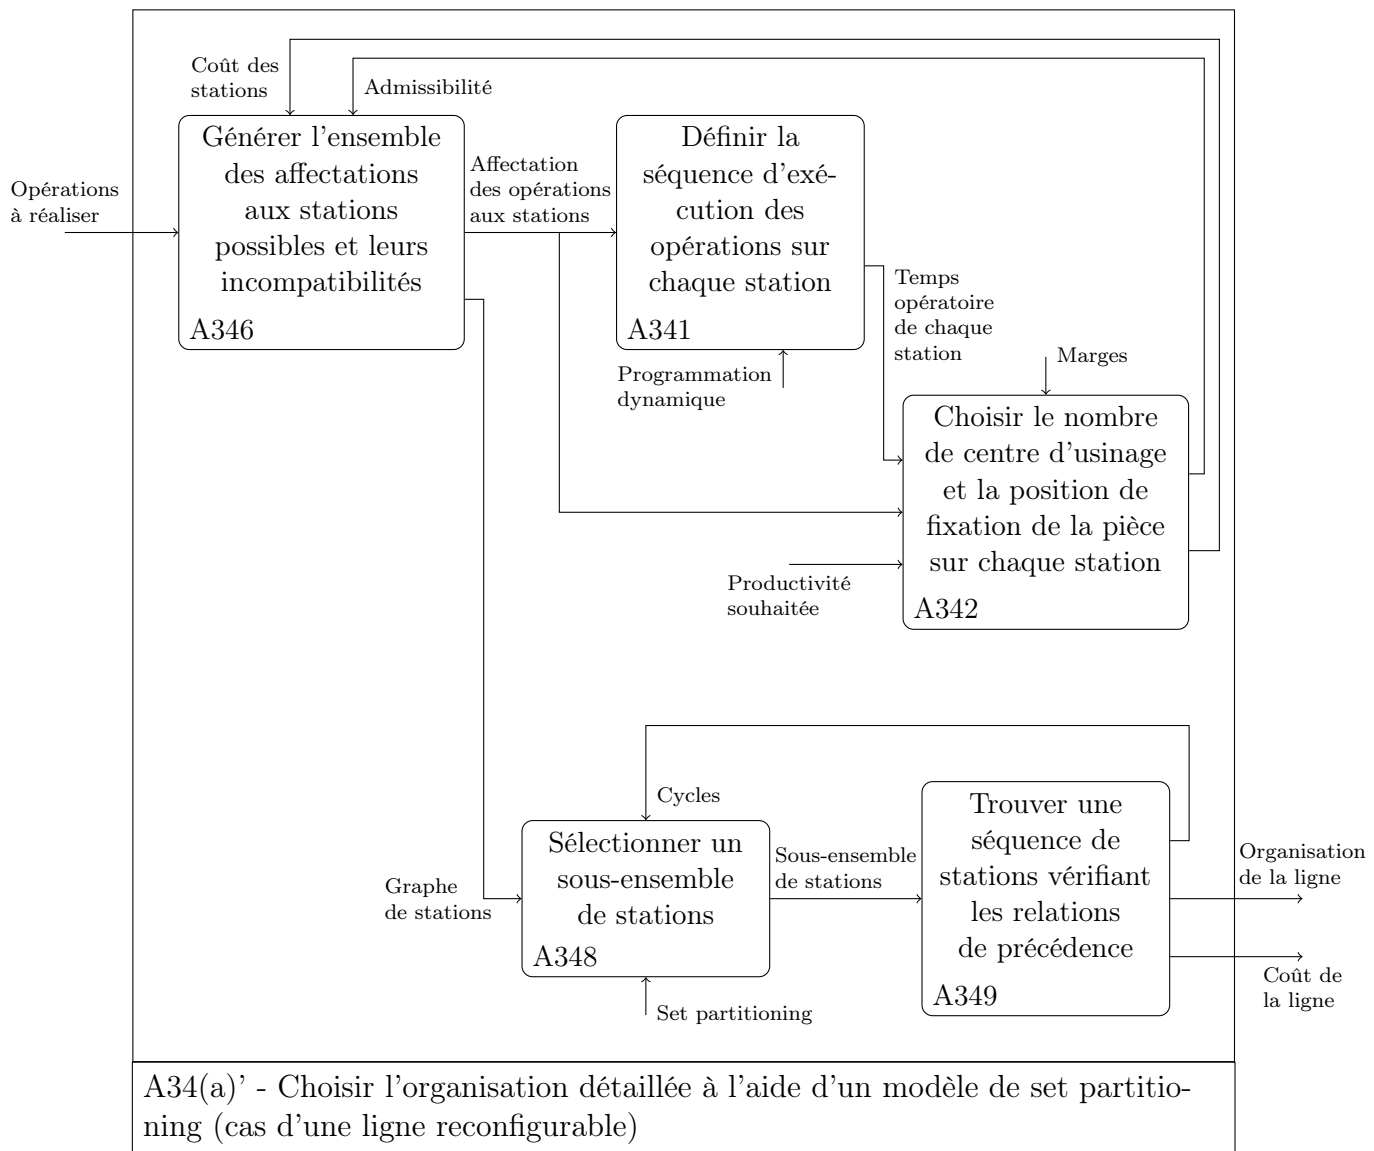 Coût des
stations
Admissibilité
Opérations
à réaliser
Générer l'ensemble
des affectations
aux stations
possibles et leurs
incompatibilités
A346
Affectation
des opérations
aux stations
Définir la
séquence d'exé-
cution des
opérations sur
chaque station
A341
Programmation
dynamique
Temps
opératoire
de chaque
station
Marges
Choisir le nombre
de centre d'usinage
et la position de
fixation de la pièce
sur chaque station
A342
Productivité
souhaitée
Cycles
Graphe
de stations
Sélectionner un
sous-ensemble
de stations
A348
Set partitioning
Sous-ensemble
de stations
Trouver une
séquence de
stations vérifiant
les relations
de précédence
A349
Organisation
de la ligne
Coût de
la ligne
A34(a)' - Choisir l'organisation détaillée à l'aide d'un modèle de set partitio-
ning (cas d'une ligne reconfigurable)